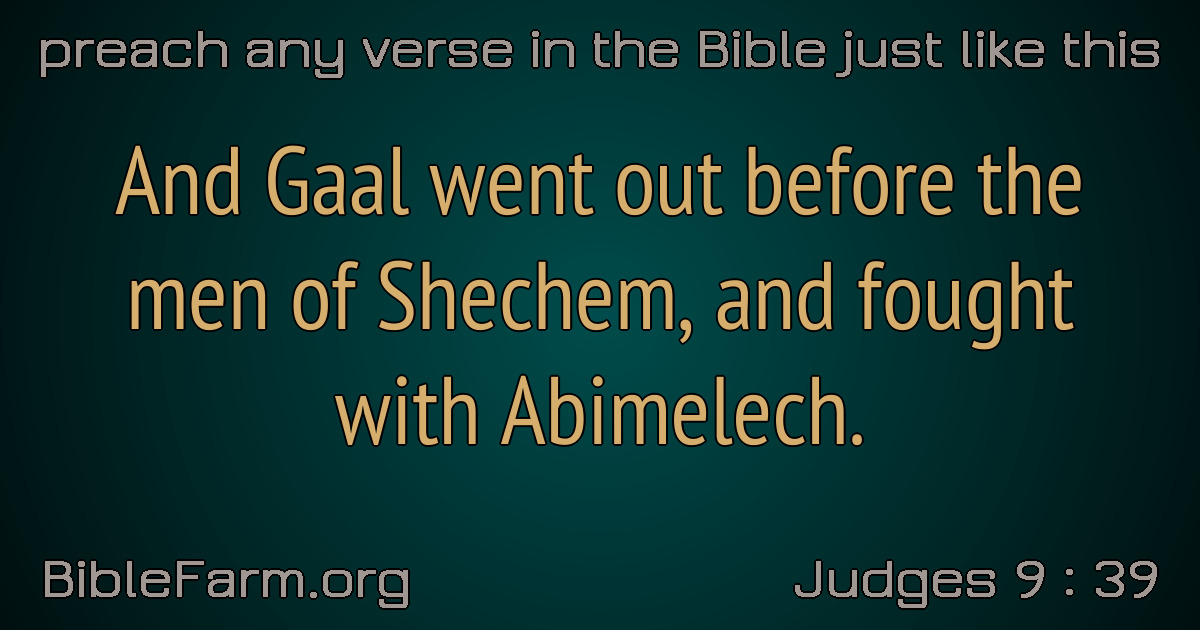 preach any verse in the Bible just like this
And Gaal went out before the
men of Shechem, and fought
with Abimelech.
BibleFarm.org
Judges 9 : 39